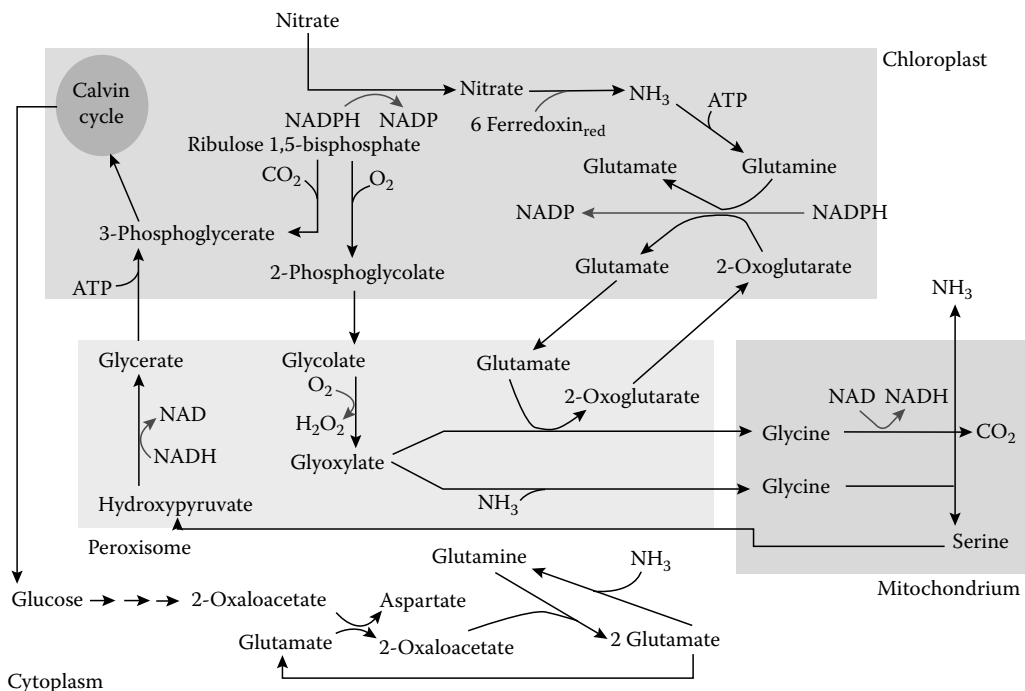 Nitrate
Chloroplast
Calvin
cycle
Nitrate
NH3
ATP
NADPH
NADP
6 Ferredoxinred
Ribulose 1,5-bisphosphate
Glutamate
Glutamine
CO2
O2
NADP
NADPH
3-Phosphoglycerate
2-Phosphoglycolate
Glutamate
2-Oxoglutarate
ATP
NH3
Glycerate
Glycolate
Glutamate
O2
2-Oxoglutarate
NAD
NADH
NAD
H2O2
Glycine
CO2
NADH
Glyoxylate
Glycine
Hydroxypyruvate
NH3
Peroxisome
Serine
Glutamine
NH3
Mitochondrium
Glucose
2-Oxaloacetate
Aspartate
Glutamate
2-Oxaloacetate
2 Glutamate
Cytoplasm